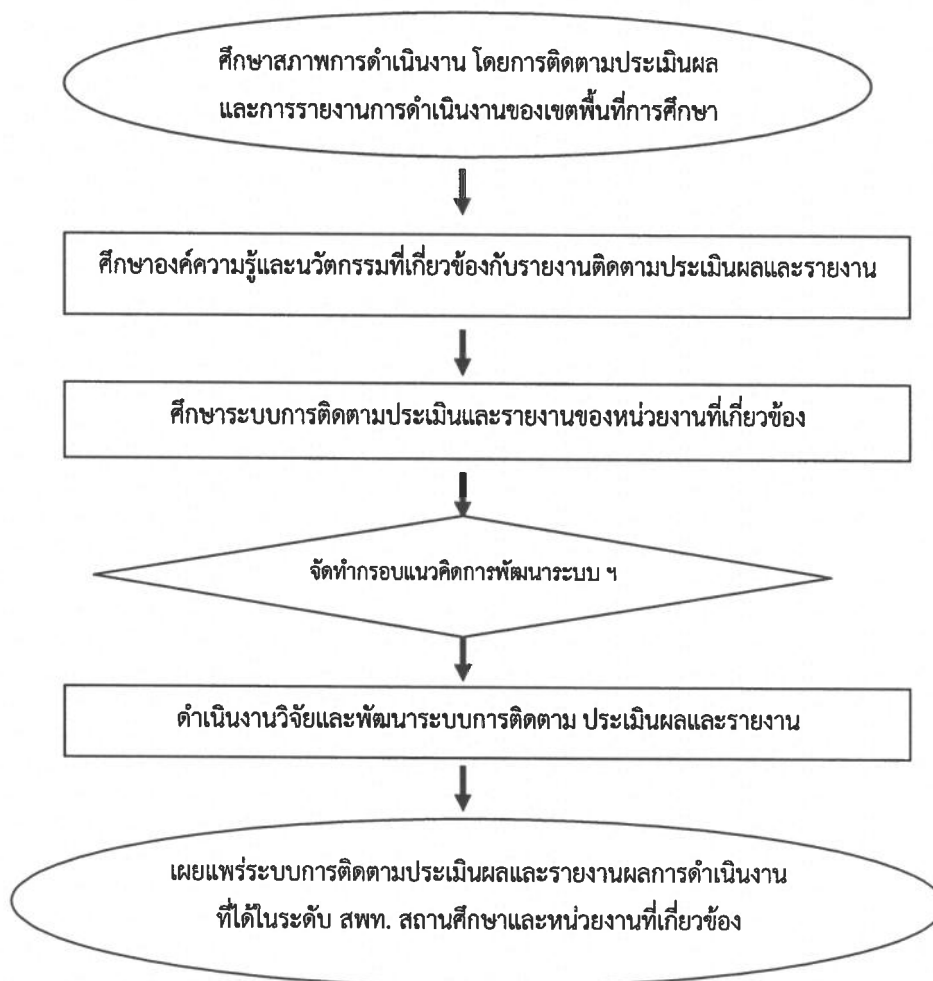 ศึกษาสภาพการดำเนินงาน โดยการติดตามประเมินผล
และการรายงานการดำเนินงานของเขตพื้นที่การศึกษา
ศึกษาองค์ความรู้และนวัตกรรมที่เกี่ยวข้องกับรายงานติดตามประเมินผลและรายงาน
ศึกษาระบบการติดตามประเมินและรายงานของหน่วยงานที่เกี่ยวข้อง
จัดทำกรอบแนวคิดการพัฒนาระบบ ฯ
ดำเนินงานวิจัยและพัฒนาระบบการติดตาม ประเมินผลและรายงาน
เผยแพร่ระบบการติดตามประเมินผลและรายงานผลการดำเนินงาน
ที่ได้ในระดับ สพท. สถานศึกษาและหน่วยงานที่เกี่ยวข้อง